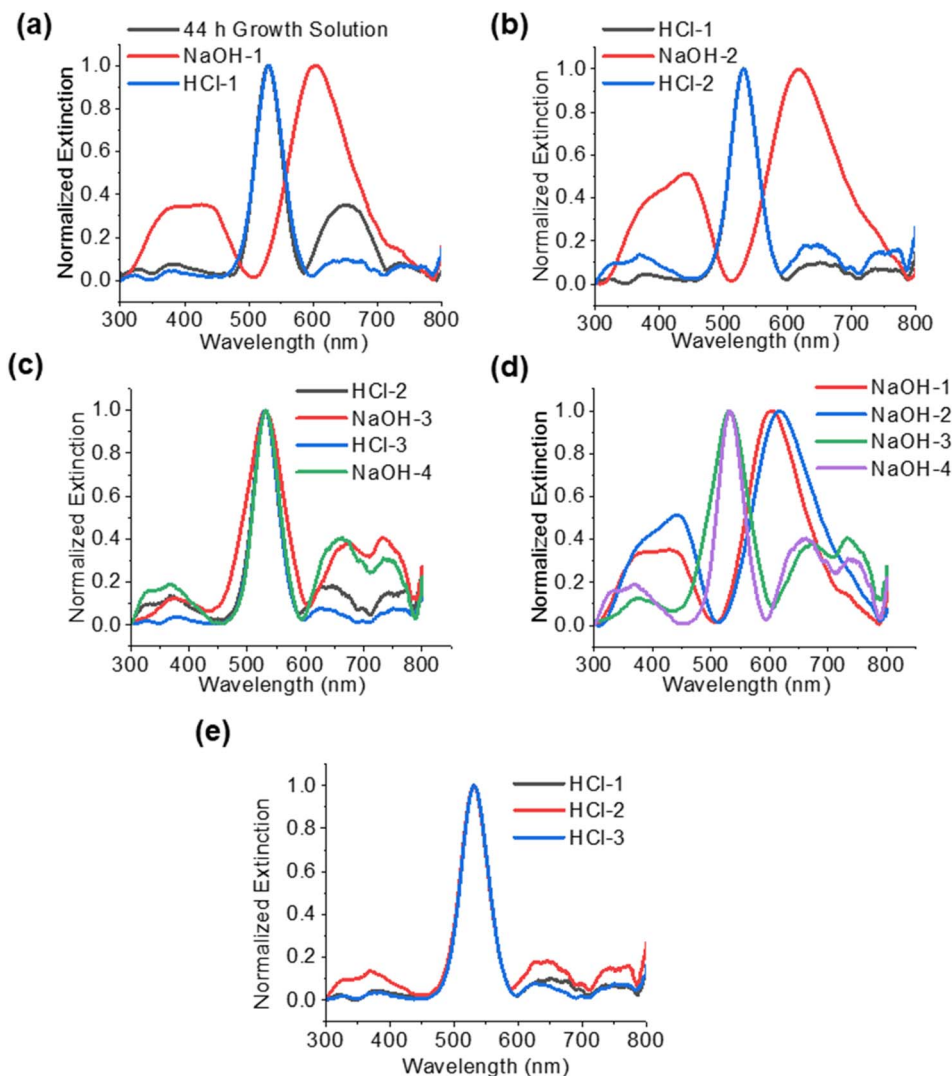 (a)
44 h Growth Solution
NaOH-1
HCl-1
Normalized Extinction
1.0
0.8
0.6
0.4
0.2
0.0
300 400 500 600 700 800
Wavelength (nm)
(b)
HCl-1
NaOH-2
HCl-2
Normalized Extinction
1.0
0.8
0.6
0.4
0.2
0.0
300 400 500 600 700 800
Wavelength (nm)
(c)
HCl-2
NaOH-3
HCl-3
NaOH-4
Normalized Extinction
1.0
0.8
0.6
0.4
0.2
0.0
300 400 500 600 700 800
Wavelength (nm)
(d)
NaOH-1
NaOH-2
NaOH-3
NaOH-4
Normalized Extinction
1.0
0.8
0.6
0.4
0.2
0.0
300 400 500 600 700 800
Wavelength (nm)
(e)
HCl-1
HCl-2
HCl-3
Normalized Extinction
1.0
0.8
0.6
0.4
0.2
0.0
300 400 500 600 700 800
Wavelength (nm)